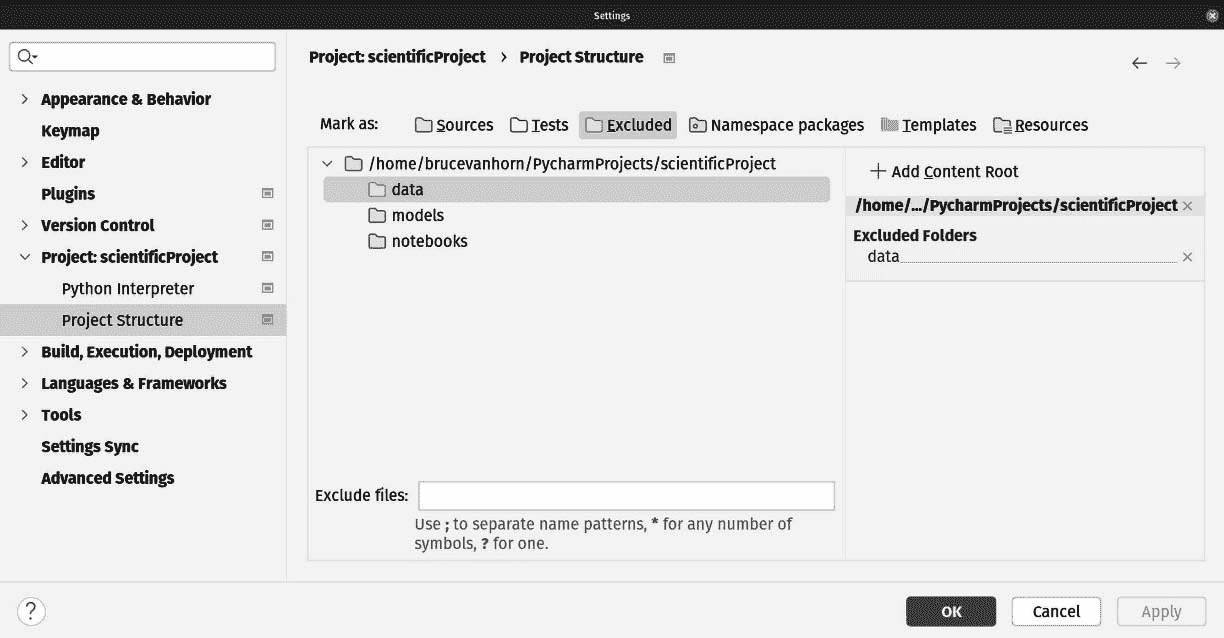 Settings
Project: scientificProject › Project Structure
Appearance & Behavior
Keymap
Editor
Plugins
Version Control
Project: scientificProject
Python Interpreter
Project Structure
Build, Execution, Deployment
Languages & Frameworks
Tools
Settings Sync
Advanced Settings
Mark as: Sources Tests Excluded Namespace packages Templates Resources
/home/brucevanhorn/PycharmProjects/scientificProject
data
models
notebooks
Exclude files:
Use ; to separate name patterns, * for any number of
symbols, ? for one.
+ Add Content Root
/home/.../PycharmProjects/scientificProject
Excluded Folders
data
?
OK Cancel Apply